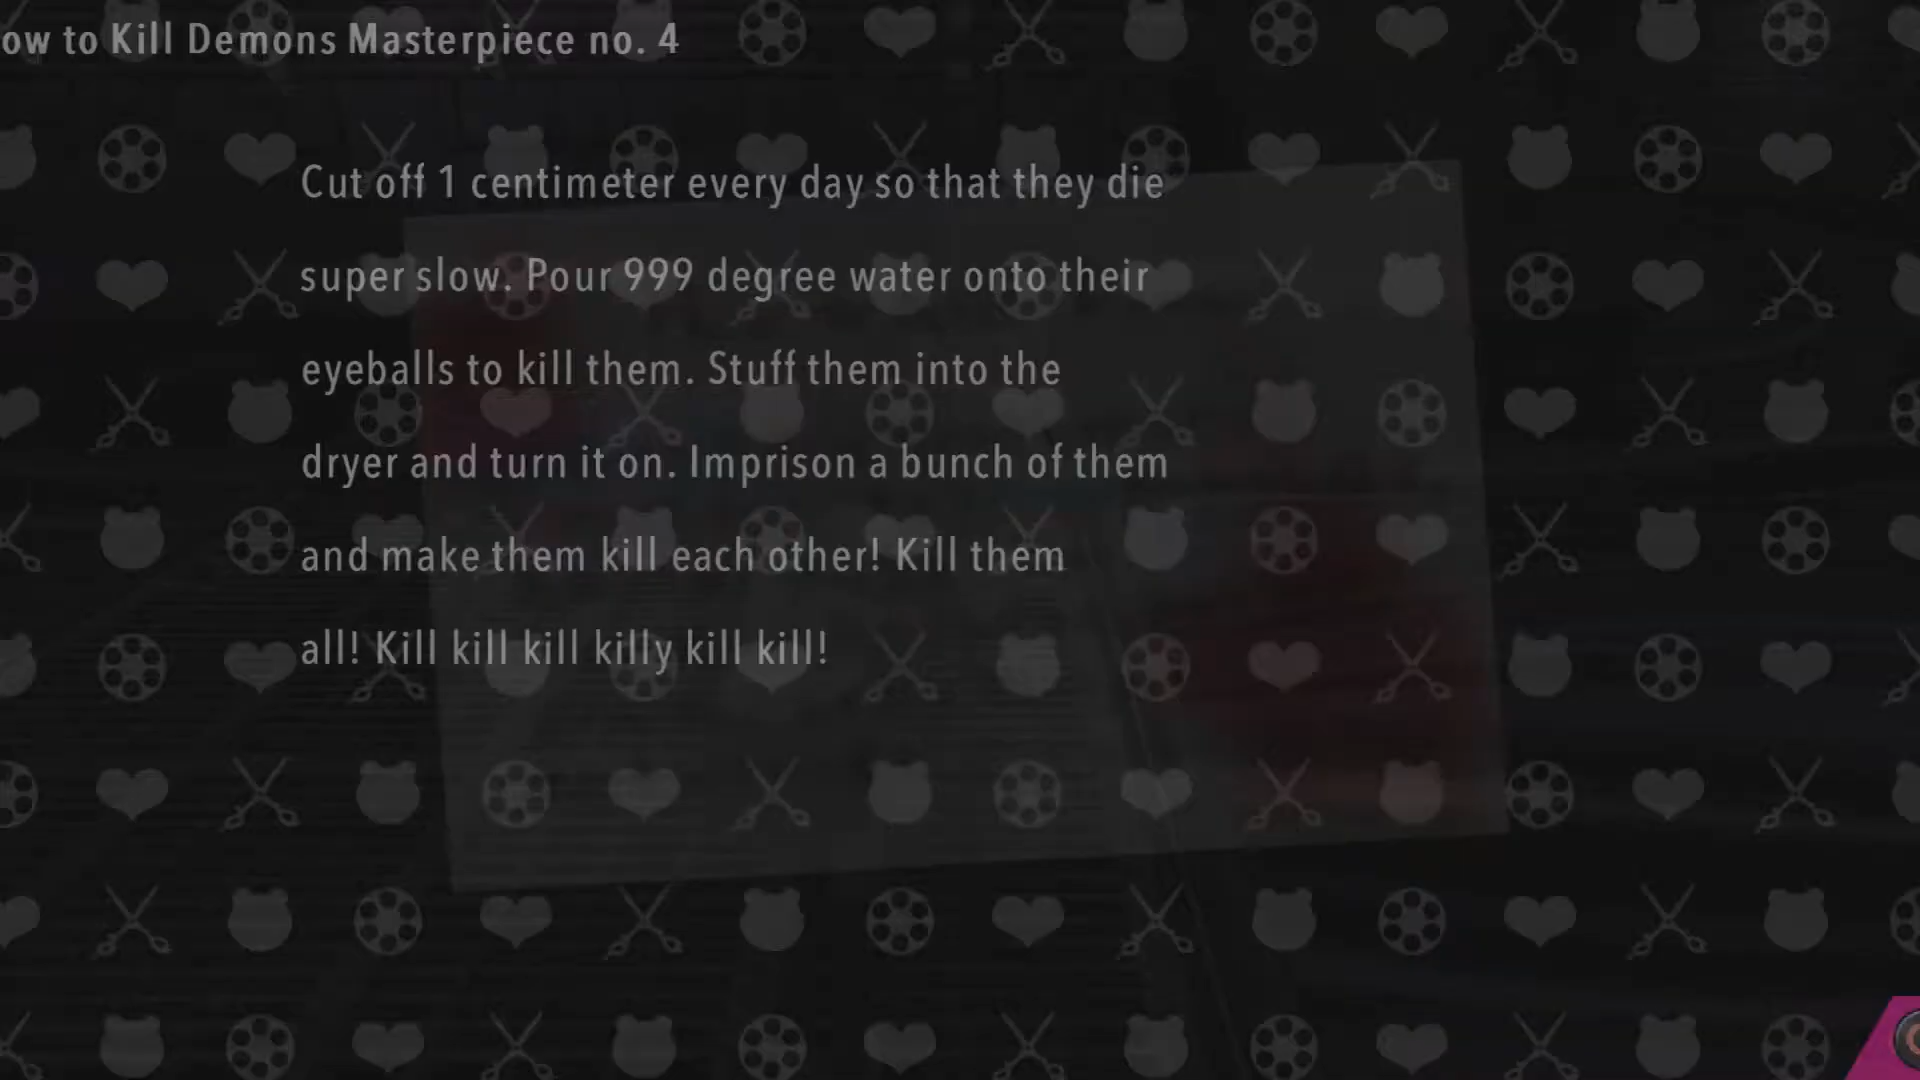 ow to Kill Demons Masterpiece no. 4
Cut off 1 centimeter every day so that they die
super slow. Pour 999 degree water onto their
eyeballs to kill them. Stuff them into the
dryer and turn it on. Imprison a bunch of them
and make them kill each other! Kill them
all! Kill kill kill killy kill kill!